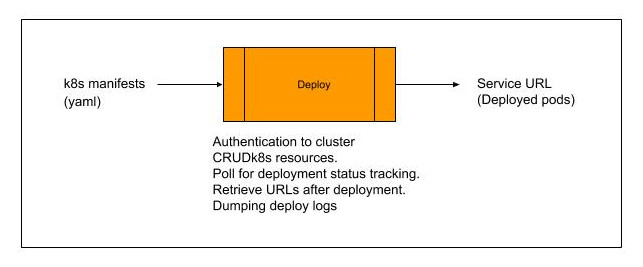 k8s manifests
(yaml)
Deploy
Service URL
(Deployed pods)
Authentication to cluster
CRUDk8s resources.
Poll for deployment status tracking.
Retrieve URLs after deployment.
Dumping deploy logs